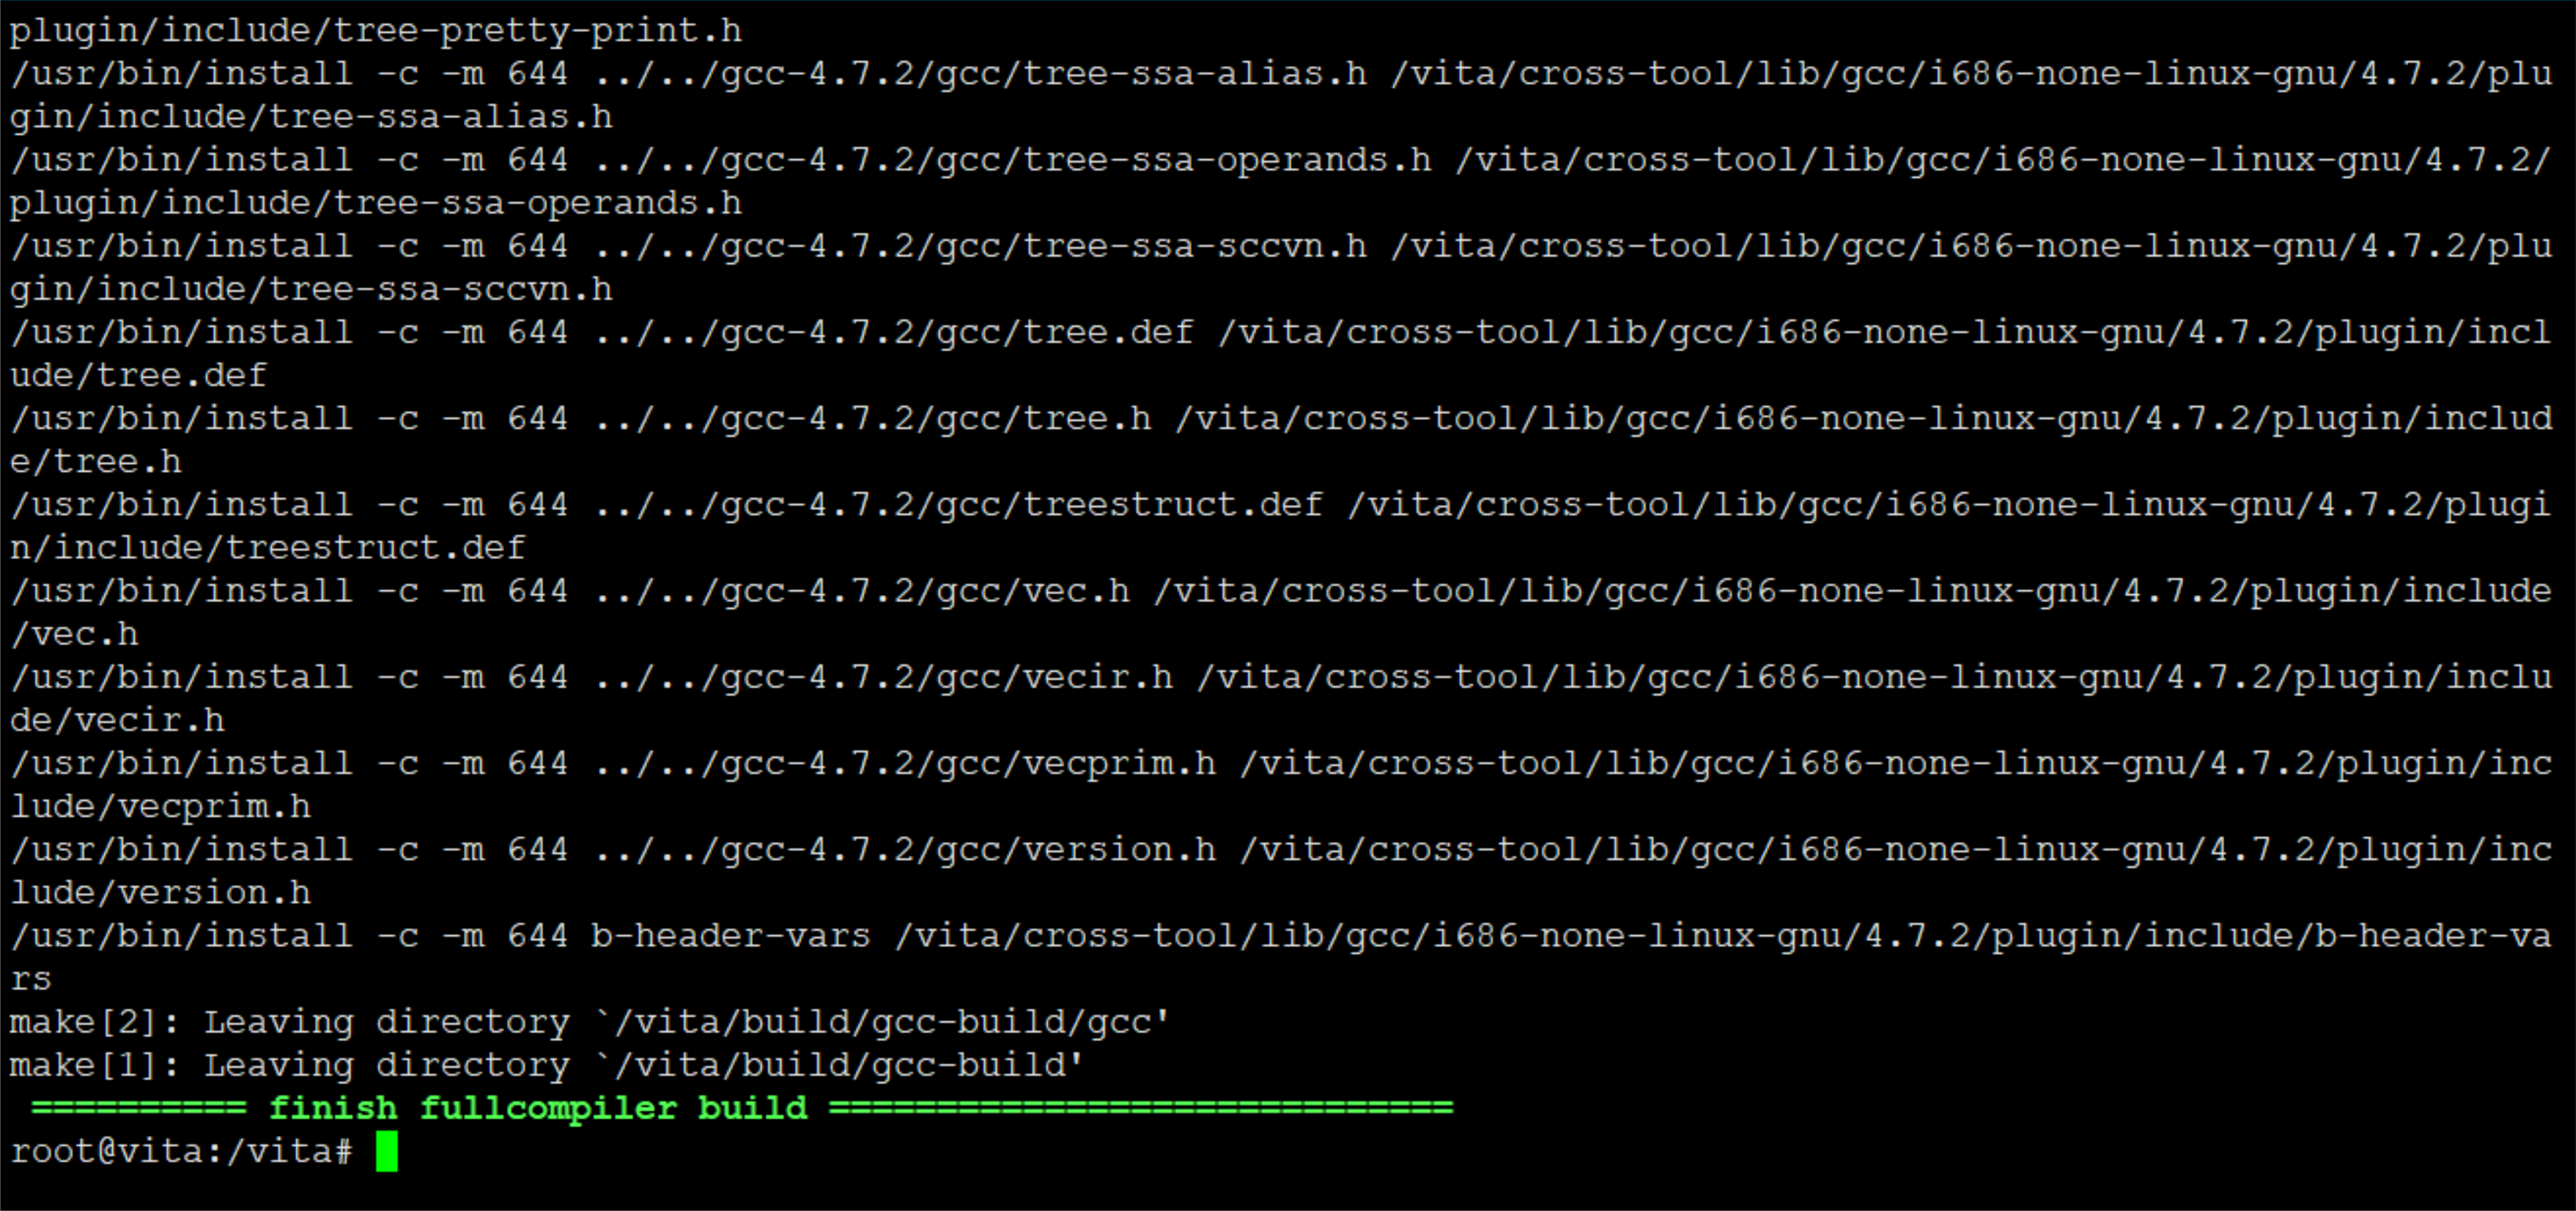 plugin/include/tree-pretty-print.h
/usr/bin/install -c -m 644 ../../gcc-4.7.2/gcc/tree-ssa-alias.h /vita/cross-tool/lib/gcc/i686-none-linux-gnu/4.7.2/plu
gin/include/tree-ssa-alias.h
/usr/bin/install -c -m 644 ../../gcc-4.7.2/gcc/tree-ssa-operands.h /vita/cross-tool/lib/gcc/i686-none-linux-gnu/4.7.2/
plugin/include/tree-ssa-operands.h
/usr/bin/install -c -m 644 ../../gcc-4.7.2/gcc/tree-ssa-sccvn.h /vita/cross-tool/lib/gcc/i686-none-linux-gnu/4.7.2/plu
gin/include/tree-ssa-sccvn.h
/usr/bin/install -c -m 644 ../../gcc-4.7.2/gcc/tree.def /vita/cross-tool/lib/gcc/i686-none-linux-gnu/4.7.2/plugin/incl
ude/tree.def
/usr/bin/install -c -m 644 ../../gcc-4.7.2/gcc/tree.h /vita/cross-tool/lib/gcc/i686-none-linux-gnu/4.7.2/plugin/includ
e/tree.h
/usr/bin/install -c -m 644 ../../gcc-4.7.2/gcc/treestruct.def /vita/cross-tool/lib/gcc/i686-none-linux-gnu/4.7.2/plugi
n/include/treestruct.def
/usr/bin/install -c -m 644 ../../gcc-4.7.2/gcc/vec.h /vita/cross-tool/lib/gcc/i686-none-linux-gnu/4.7.2/plugin/include
/vec.h
/usr/bin/install -c -m 644 ../../gcc-4.7.2/gcc/vecir.h /vita/cross-tool/lib/gcc/i686-none-linux-gnu/4.7.2/plugin/inclu
de/vecir.h
/usr/bin/install -c -m 644 ../../gcc-4.7.2/gcc/vecprim.h /vita/cross-tool/lib/gcc/i686-none-linux-gnu/4.7.2/plugin/inc
lude/vecprim.h
/usr/bin/install -c -m 644 ../../gcc-4.7.2/gcc/version.h /vita/cross-tool/lib/gcc/i686-none-linux-gnu/4.7.2/plugin/inc
lude/version.h
/usr/bin/install -c -m 644 b-header-vars /vita/cross-tool/lib/gcc/i686-none-linux-gnu/4.7.2/plugin/include/b-header-va
rs
make[2]: Leaving directory `/vita/build/gcc-build/gcc'
make[1]: Leaving directory `/vita/build/gcc-build'
 ========== finish fullcompiler build =============================
root@vita:/vita#